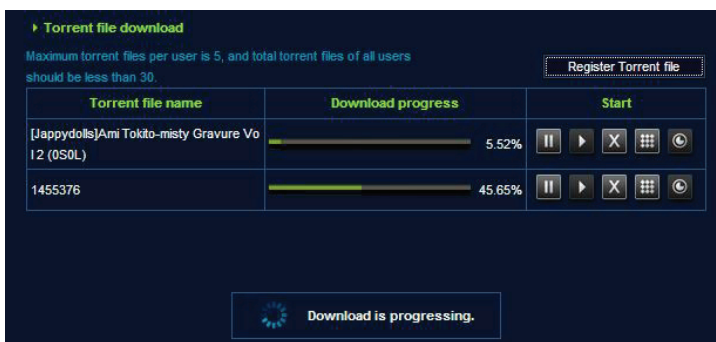 Torrent file download
Maximum torrent files per user is 5, and total torrent files of all users
should be less than 30.
Register Torrent file
Torrent file name
Download progress
Start
[Jappydolls]Ami Tokito-misty Gravure Vo
l 2 (0S0L)
5.52%
1455376
45.65%
Download is progressing.